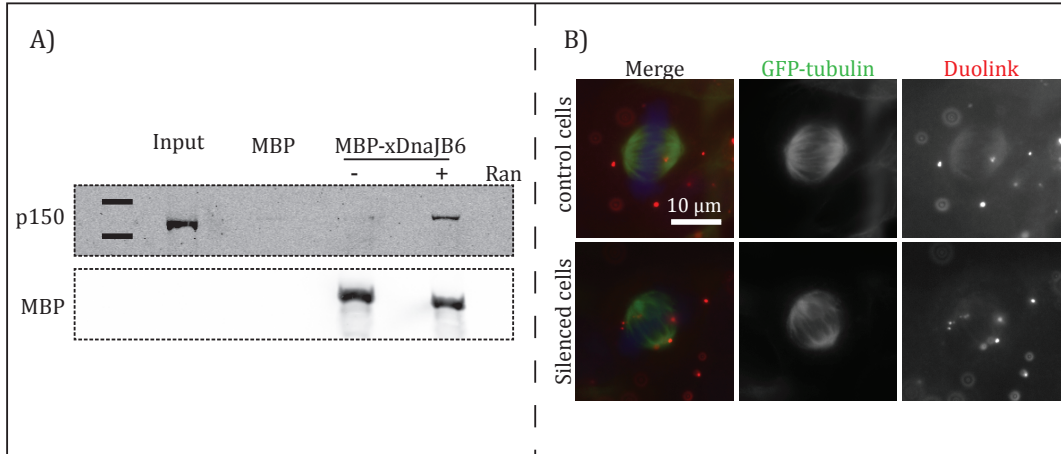 A)
Input MBP MBP-xDnaJB6
- + Ran
p150
MBP
B)
Merge GFP-tubulin Duolink
control cells
10 μm
Silenced cells